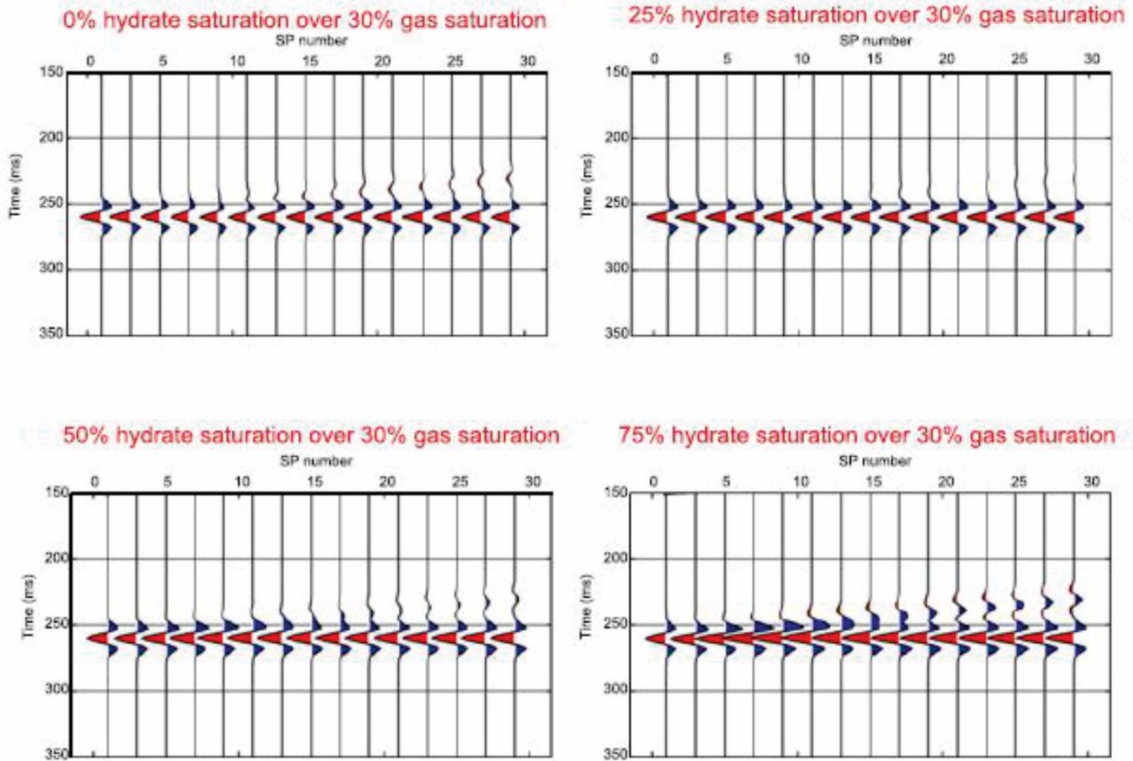 0% hydrate saturation over 30% gas saturation
SP number
0 5 10 15 20 25 30
150
200
250
300
350
Time (ms)
25% hydrate saturation over 30% gas saturation
SP number
0 5 10 15 20 25 30
150
200
250
300
350
Time (ms)
50% hydrate saturation over 30% gas saturation
SP number
0 5 10 15 20 25 30
150
200
250
300
350
Time (ms)
75% hydrate saturation over 30% gas saturation
SP number
0 5 10 15 20 25 30
150
200
250
300
350
Time (ms)